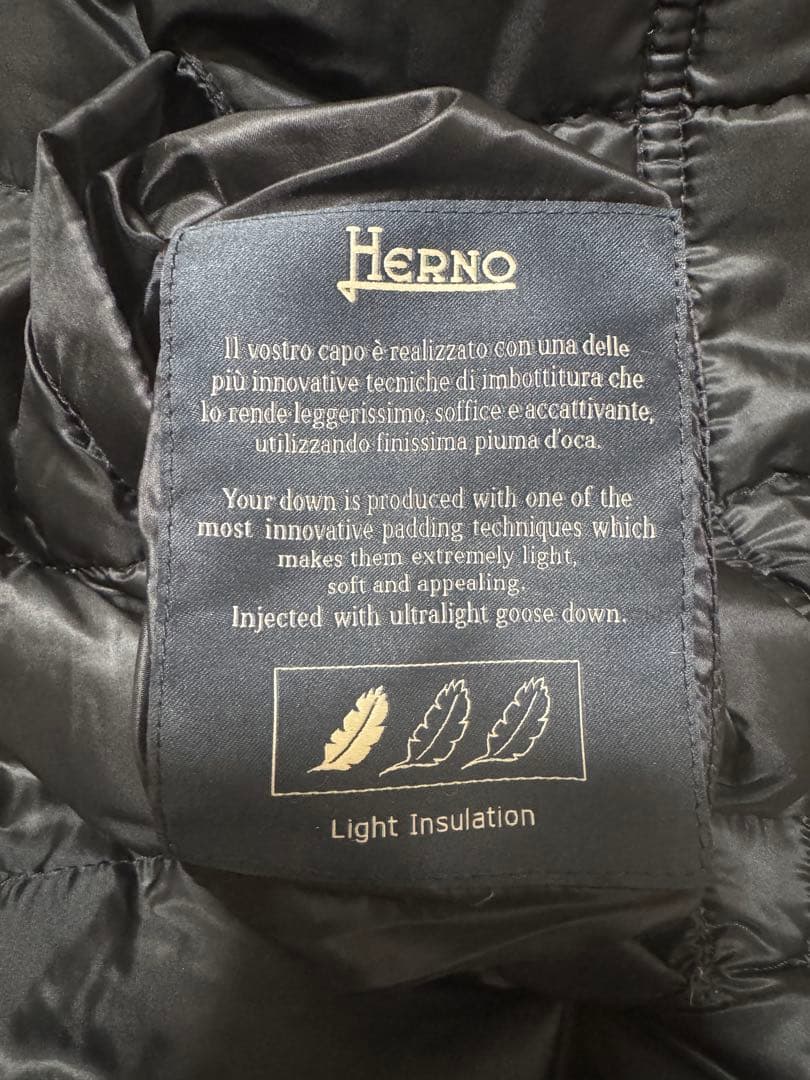 HERNO
Il vostro capo è realizzato con una delle
più innovative tecniche di imbottitura che
lo rende leggerissimo, soffice e accattivante,
utilizzando finissima piuma d'oca.
Your down is produced with one of the
most innovative padding techniques which
makes them extremely light,
soft and appealing.
Injected with ultralight goose down.
Light Insulation